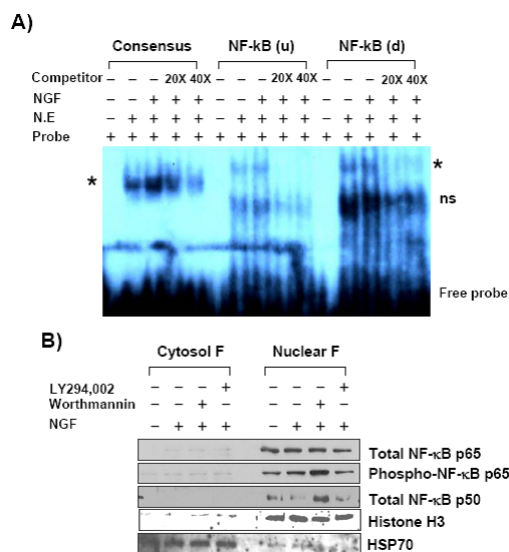 A)
Consensus NF-kB (u) NF-kB (d)
Competitor – – – 20X 40X – – – 20X 40X – – – 20X 40X
NGF – – + + + – – + + + – – + + +
N.E – + + + + – + + + + – + + + +
Probe + + + + + + + + + + + + + + +
* *
ns
Free probe
B)
Cytosol F Nuclear F
LY294,002 – – – + – – – +
Worthmannin – – + – – – + –
NGF – + + + – + + +
Total NF-κB p65
Phospho-NF-κB p65
Total NF-κB p50
Histone H3
HSP70